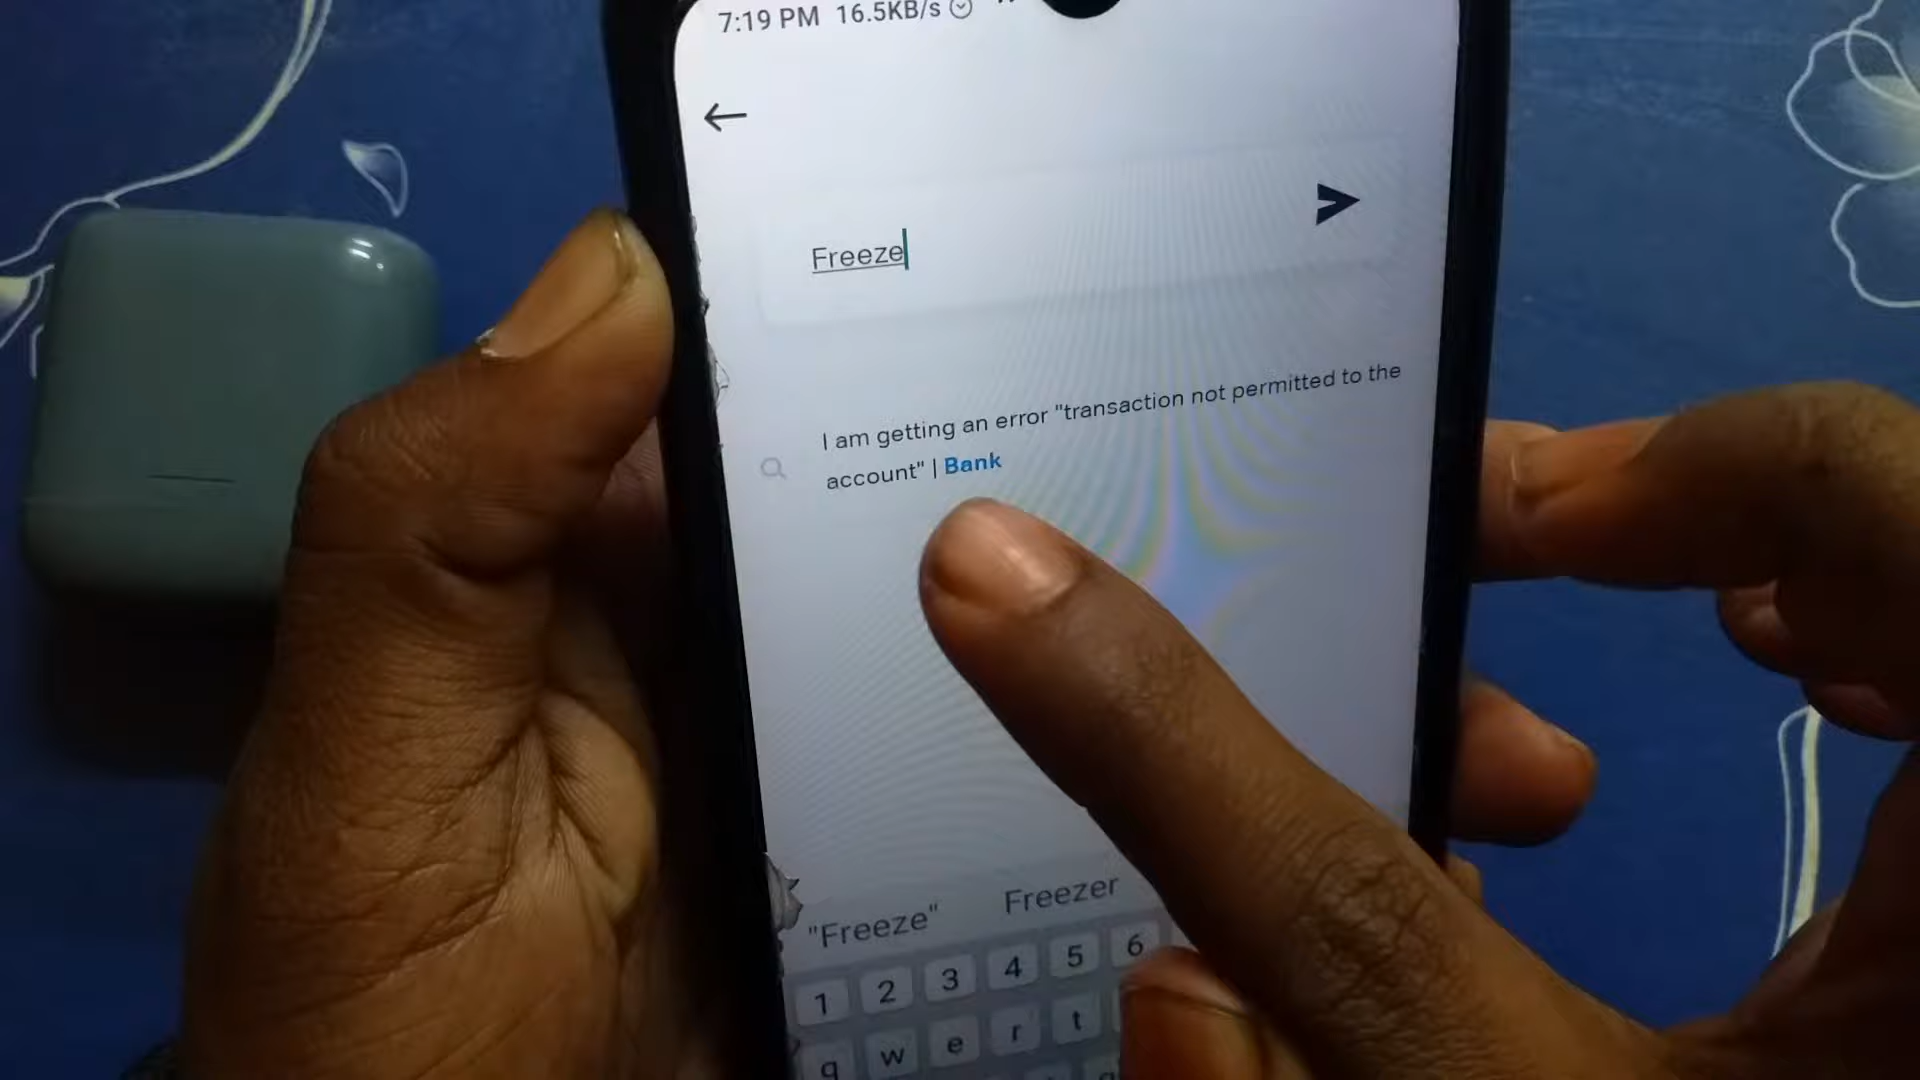 7:19 PM 16.5KB/s
Freeze
I am getting an error "transaction not permitted to the
account" | Bank
"Freeze" Freezer
1 2 3 4 5 6
q w e r t